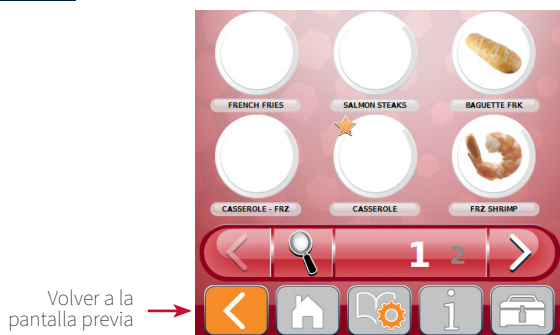 FRENCH FRIES
SALMON STEAKS
BAGUETTE FRK
CASSEROLE - FRZ
CASSEROLE
FRZ SHRIMP
1 2
Volver a la
pantalla previa
i